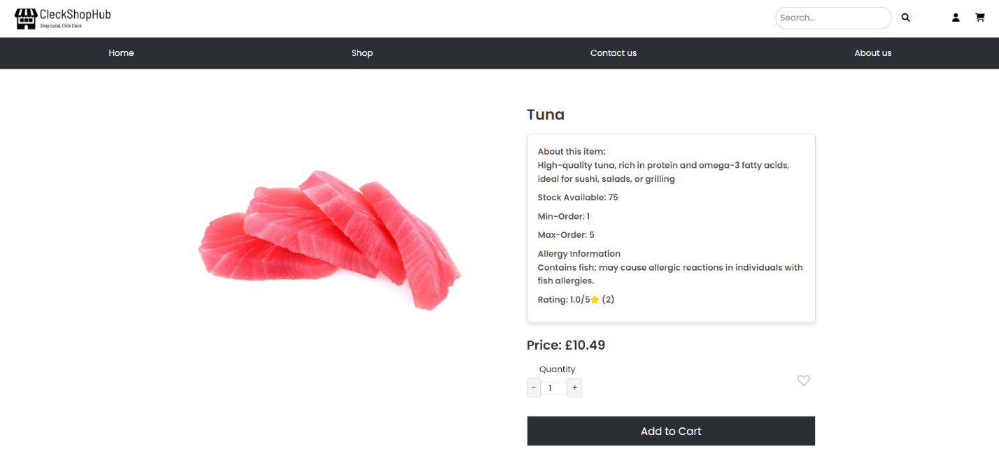 CleckShopHub
Shop Local, Click Cleck
Search...
Home
Shop
Contact us
About us
Tuna
About this item:
High-quality tuna, rich in protein and omega-3 fatty acids,
ideal for sushi, salads, or grilling
Stock Available: 75
Min-Order: 1
Max-Order: 5
Allergy Information
Contains fish; may cause allergic reactions in individuals with
fish allergies.
Rating: 1.0/5⭐ (2)
Price: £10.49
Quantity
- 1 +
Add to Cart